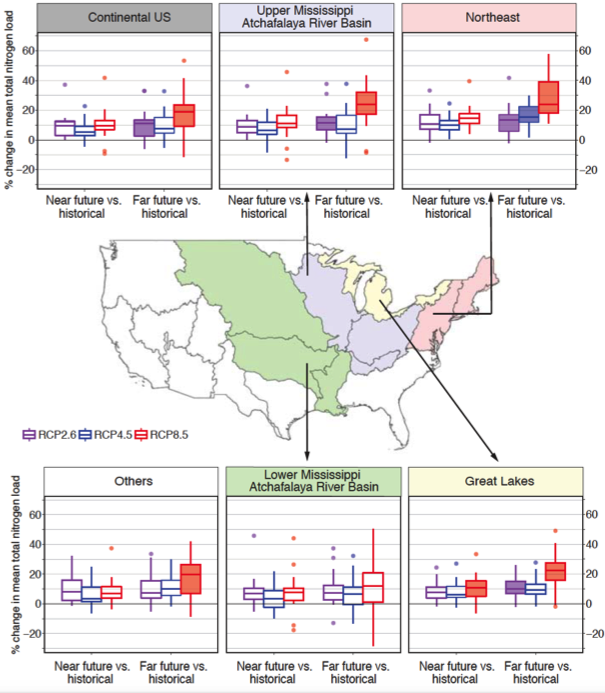 Continental US
Upper Mississippi
Atchafalaya River Basin
Northeast
% change in mean total nitrogen load
60
40
20
0
−20
60
40
20
0
−20
Near future vs.
historical
Far future vs.
historical
Near future vs.
historical
Far future vs.
historical
Near future vs.
historical
Far future vs.
historical
RCP2.6 RCP4.5 RCP8.5
Others
Lower Mississippi
Atchafalaya River Basin
Great Lakes
% change in mean total nitrogen load
60
40
20
0
−20
60
40
20
0
−20
Near future vs.
historical
Far future vs.
historical
Near future vs.
historical
Far future vs.
historical
Near future vs.
historical
Far future vs.
historical